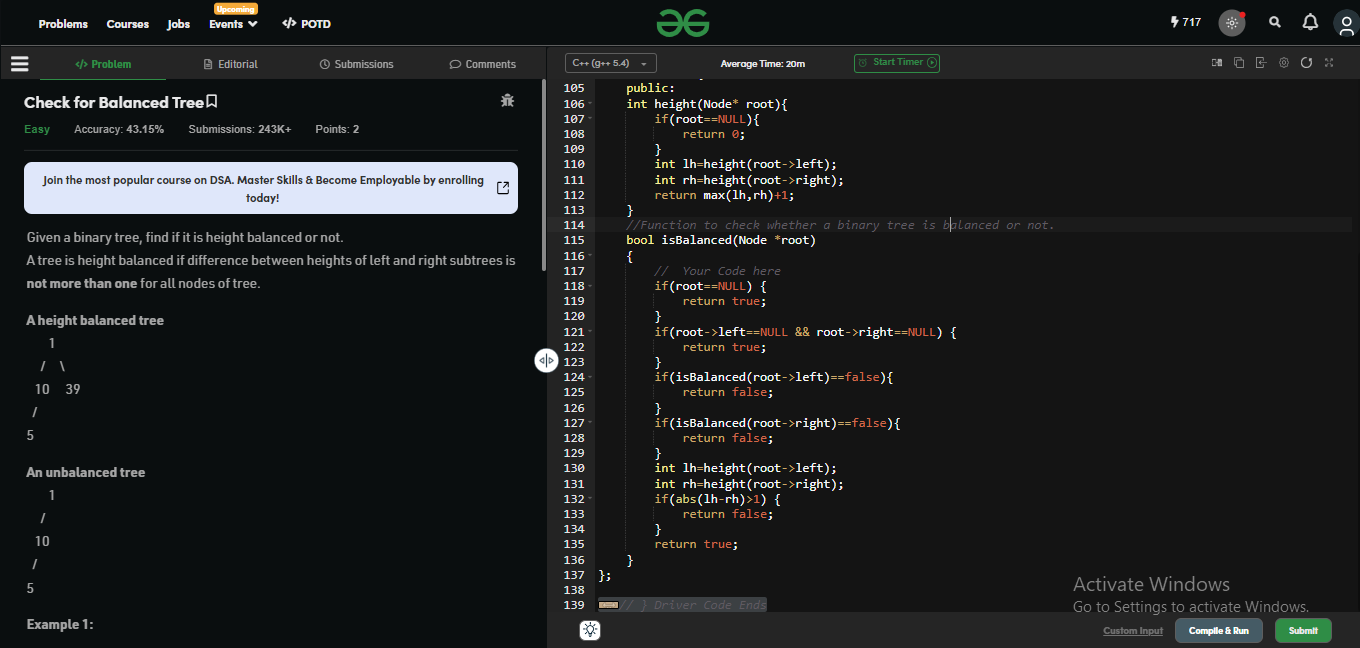 Problems Courses Jobs Upcoming Events </> POTD 717
</> Problem Editorial Submissions Comments
Check for Balanced Tree
Easy Accuracy: 43.15% Submissions: 243K+ Points: 2
Join the most popular course on DSA. Master Skills & Become Employable by enrolling
today!
Given a binary tree, find if it is height balanced or not.
A tree is height balanced if difference between heights of left and right subtrees is
not more than one for all nodes of tree.
A height balanced tree
1
/ \
10 39
/
5
An unbalanced tree
1
/
10
/
5
Example 1:
C++ (g++ 5.4) Average Time: 20m Start Timer
105 public:
106 int height(Node* root){
107 if(root==NULL){
108 return 0;
109 }
110 int lh=height(root->left);
111 int rh=height(root->right);
112 return max(lh,rh)+1;
113 }
114 //Function to check whether a binary tree is balanced or not.
115 bool isBalanced(Node *root)
116 {
117 // Your Code here
118 if(root==NULL) {
119 return true;
120 }
121 if(root->left==NULL && root->right==NULL) {
122 return true;
123 }
124 if(isBalanced(root->left)==false){
125 return false;
126 }
127 if(isBalanced(root->right)==false){
128 return false;
129 }
130 int lh=height(root->left);
131 int rh=height(root->right);
132 if(abs(lh-rh)>1) {
133 return false;
134 }
135 return true;
136 }
137 };
138
139 // } Driver Code Ends
Activate Windows
Go to Settings to activate Windows.
Custom Input Compile & Run Submit